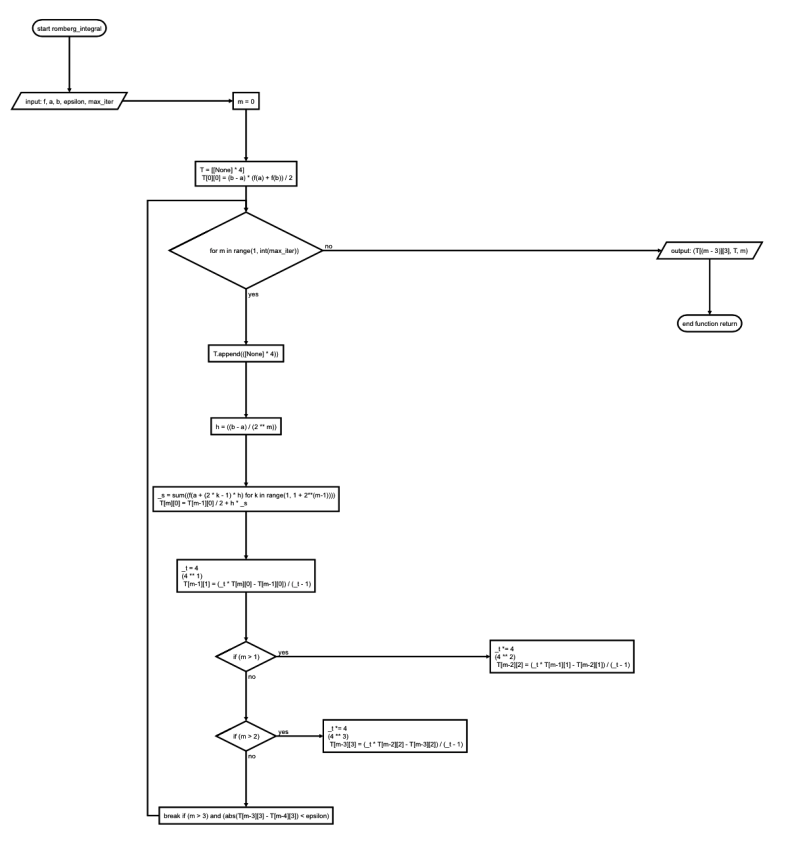 start romberg_integral
input: f, a, b, epsilon, max_iter
m = 0
T = [[None] * 4]
T[0][0] = (b - a) * (f(a) + f(b)) / 2
for m in range(1, int(max_iter))
no
output: (T[(m - 3)][3], T, m)
yes
end function return
T.append(([None] * 4))
h = ((b - a) / (2 ** m))
_s = sum((f(a + (2 * k - 1) * h) for k in range(1, 1 + 2**(m-1))))
T[m][0] = T[m-1][0] / 2 + h * _s
_t = 4
(4 ** 1)
T[m-1][1] = (_t * T[m][0] - T[m-1][0]) / (_t - 1)
if (m > 1)
yes
_t *= 4
(4 ** 2)
T[m-2][2] = (_t * T[m-1][1] - T[m-2][1]) / (_t - 1)
no
if (m > 2)
yes
_t *= 4
(4 ** 3)
T[m-3][3] = (_t * T[m-2][2] - T[m-3][2]) / (_t - 1)
no
break if (m > 3) and (abs(T[m-3][3] - T[m-4][3]) < epsilon)